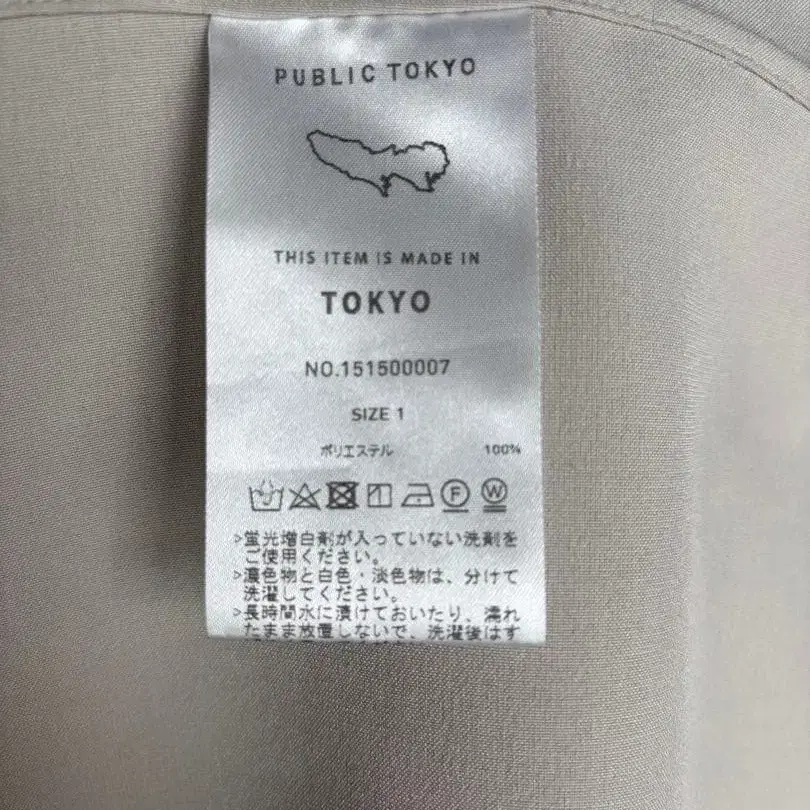 PUBLIC TOKYO
THIS ITEM IS MADE IN
TOKYO
NO.151500007
SIZE 1
ポリエステル 100%
F W
>蛍光増白剤が入っていない洗剤を
ご使用ください。
>濃色物と白色・淡色物は、分けて
洗濯してください。
>長時間水に漬けておいたり、濡れ
たまま放置しないで、洗濯後はす